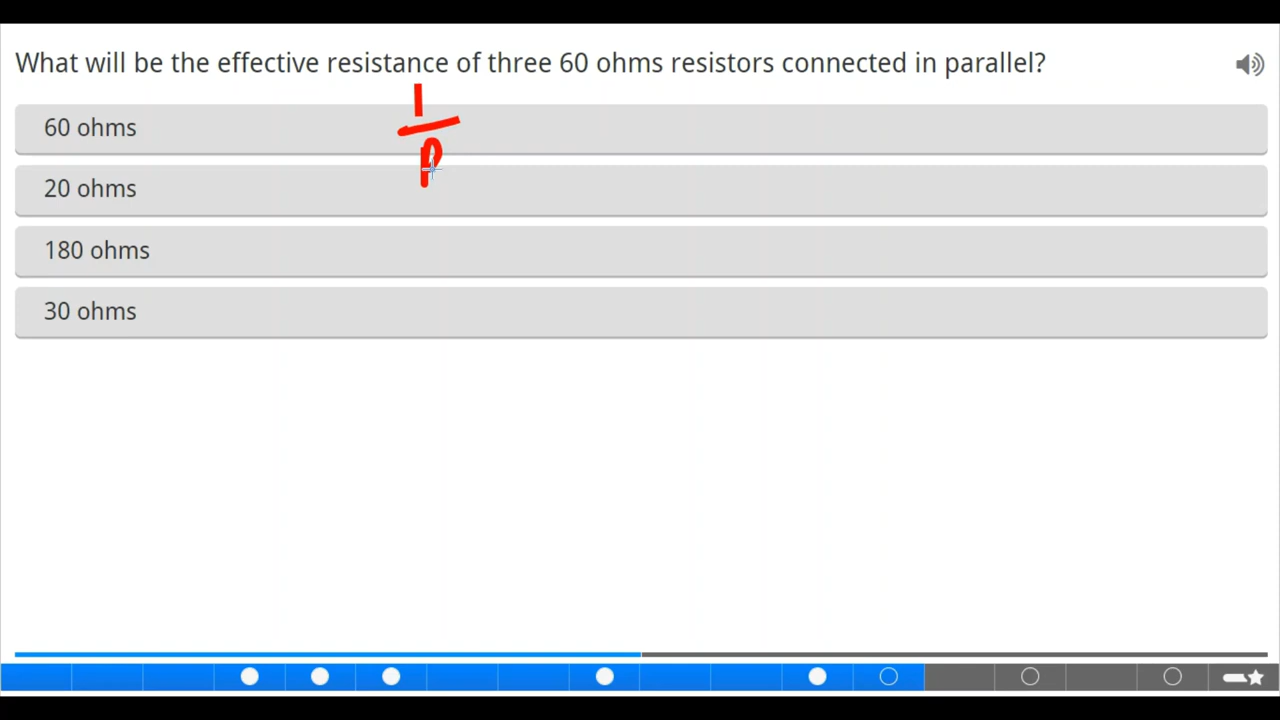 What will be the effective resistance of three 60 ohms resistors connected in parallel?
60 ohms
1
P
20 ohms
180 ohms
30 ohms